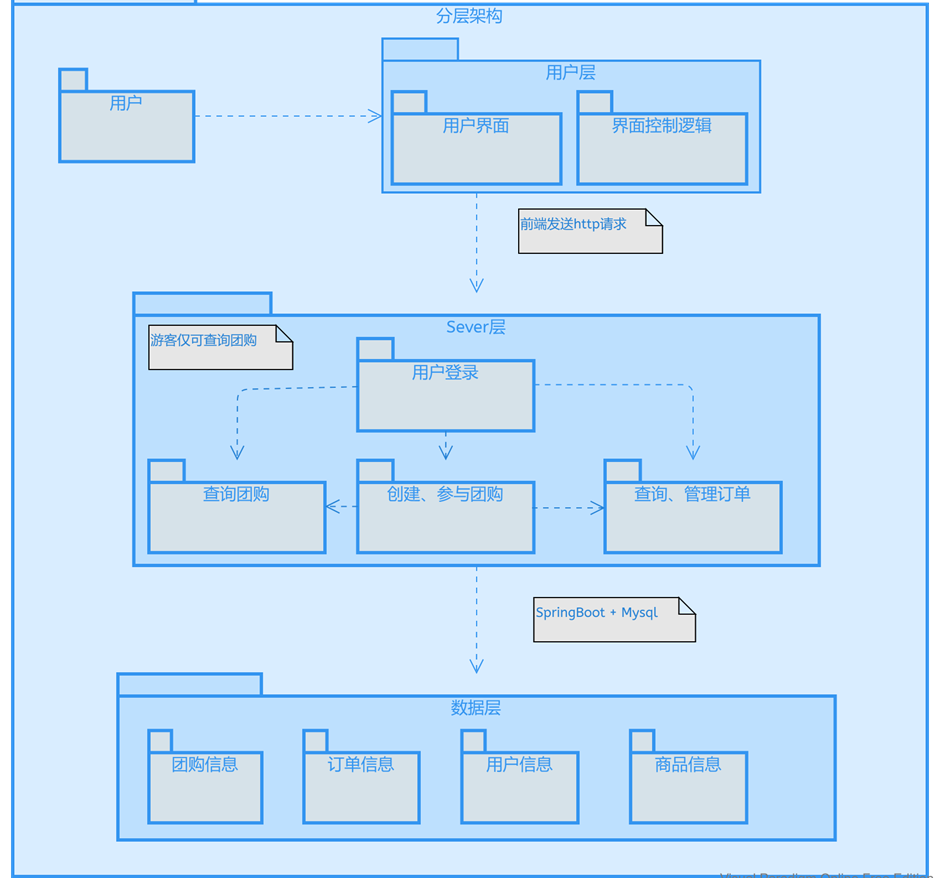 分层架构
用户层
用户
用户界面
界面控制逻辑
前端发送http请求
Sever层
游客仅可查询团购
用户登录
查询团购
创建、参与团购
查询、管理订单
SpringBoot + Mysql
数据层
团购信息
订单信息
用户信息
商品信息